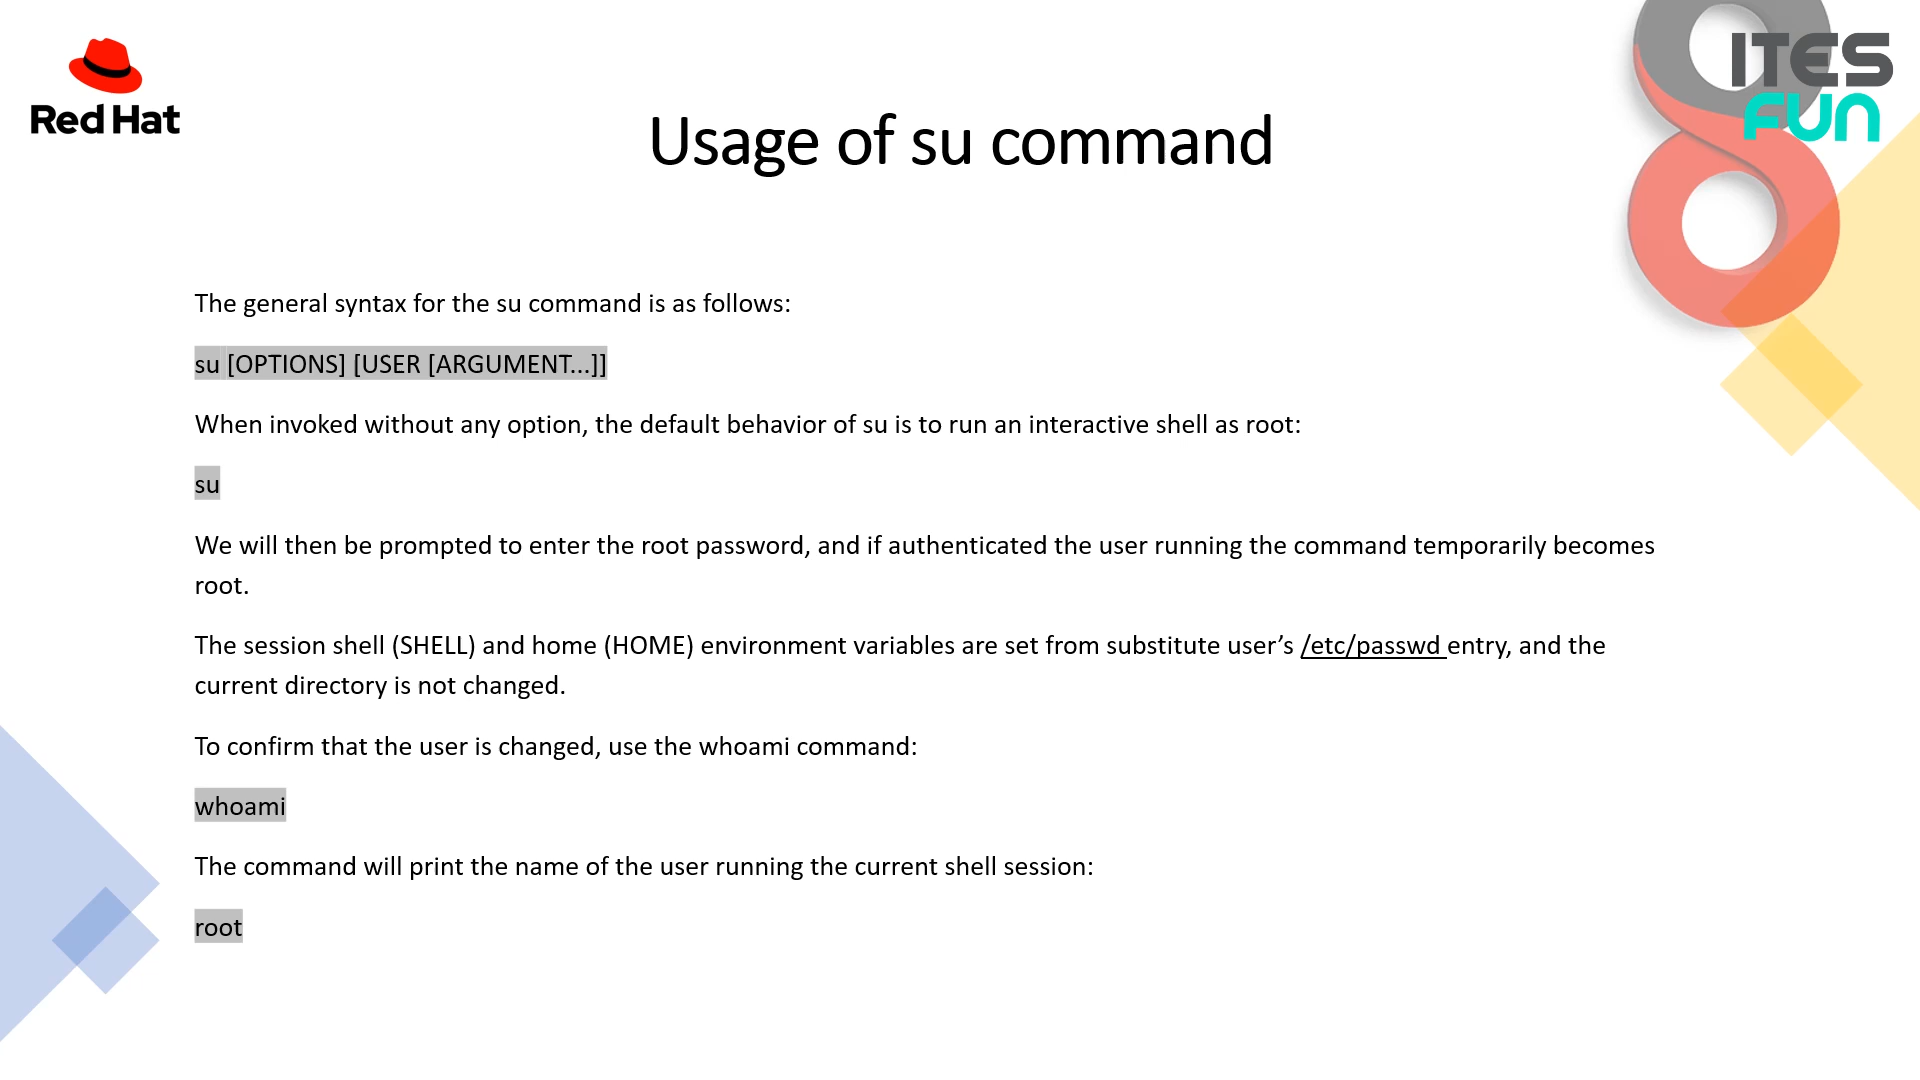 Red Hat
ITES
FUN
8
Usage of su command
The general syntax for the su command is as follows:
su [OPTIONS] [USER [ARGUMENT...]]
When invoked without any option, the default behavior of su is to run an interactive shell as root:
su
We will then be prompted to enter the root password, and if authenticated the user running the command temporarily becomes
root.
The session shell (SHELL) and home (HOME) environment variables are set from substitute user’s /etc/passwd entry, and the
current directory is not changed.
To confirm that the user is changed, use the whoami command:
whoami
The command will print the name of the user running the current shell session:
root